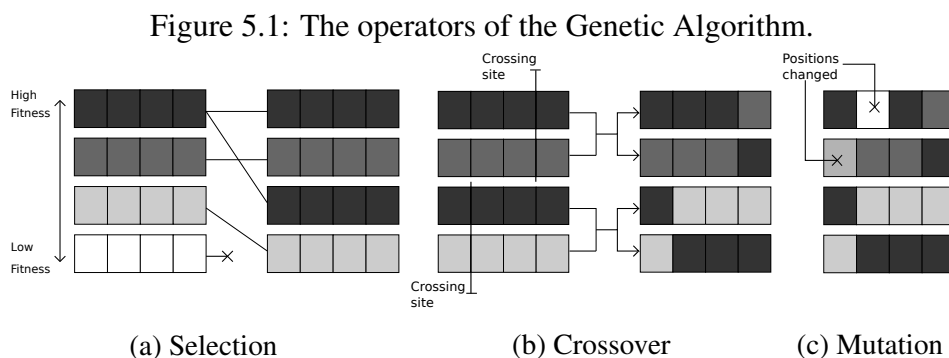 Figure 5.1: The operators of the Genetic Algorithm.
High
Fitness
Low
Fitness
Crossing
site
Crossing
site
Positions
changed
(a) Selection
(b) Crossover
(c) Mutation